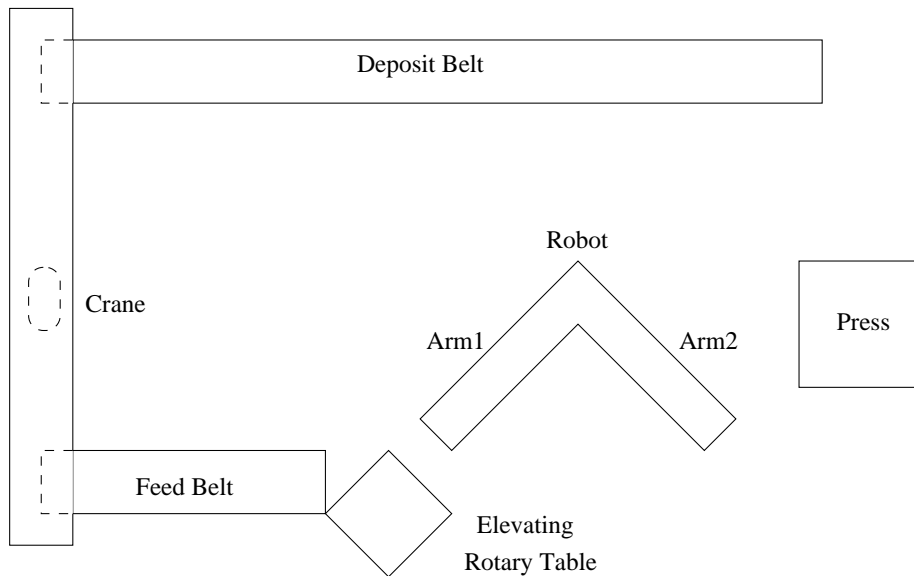 Deposit Belt
Robot
Crane
Arm1
Arm2
Press
Feed Belt
Elevating
Rotary Table